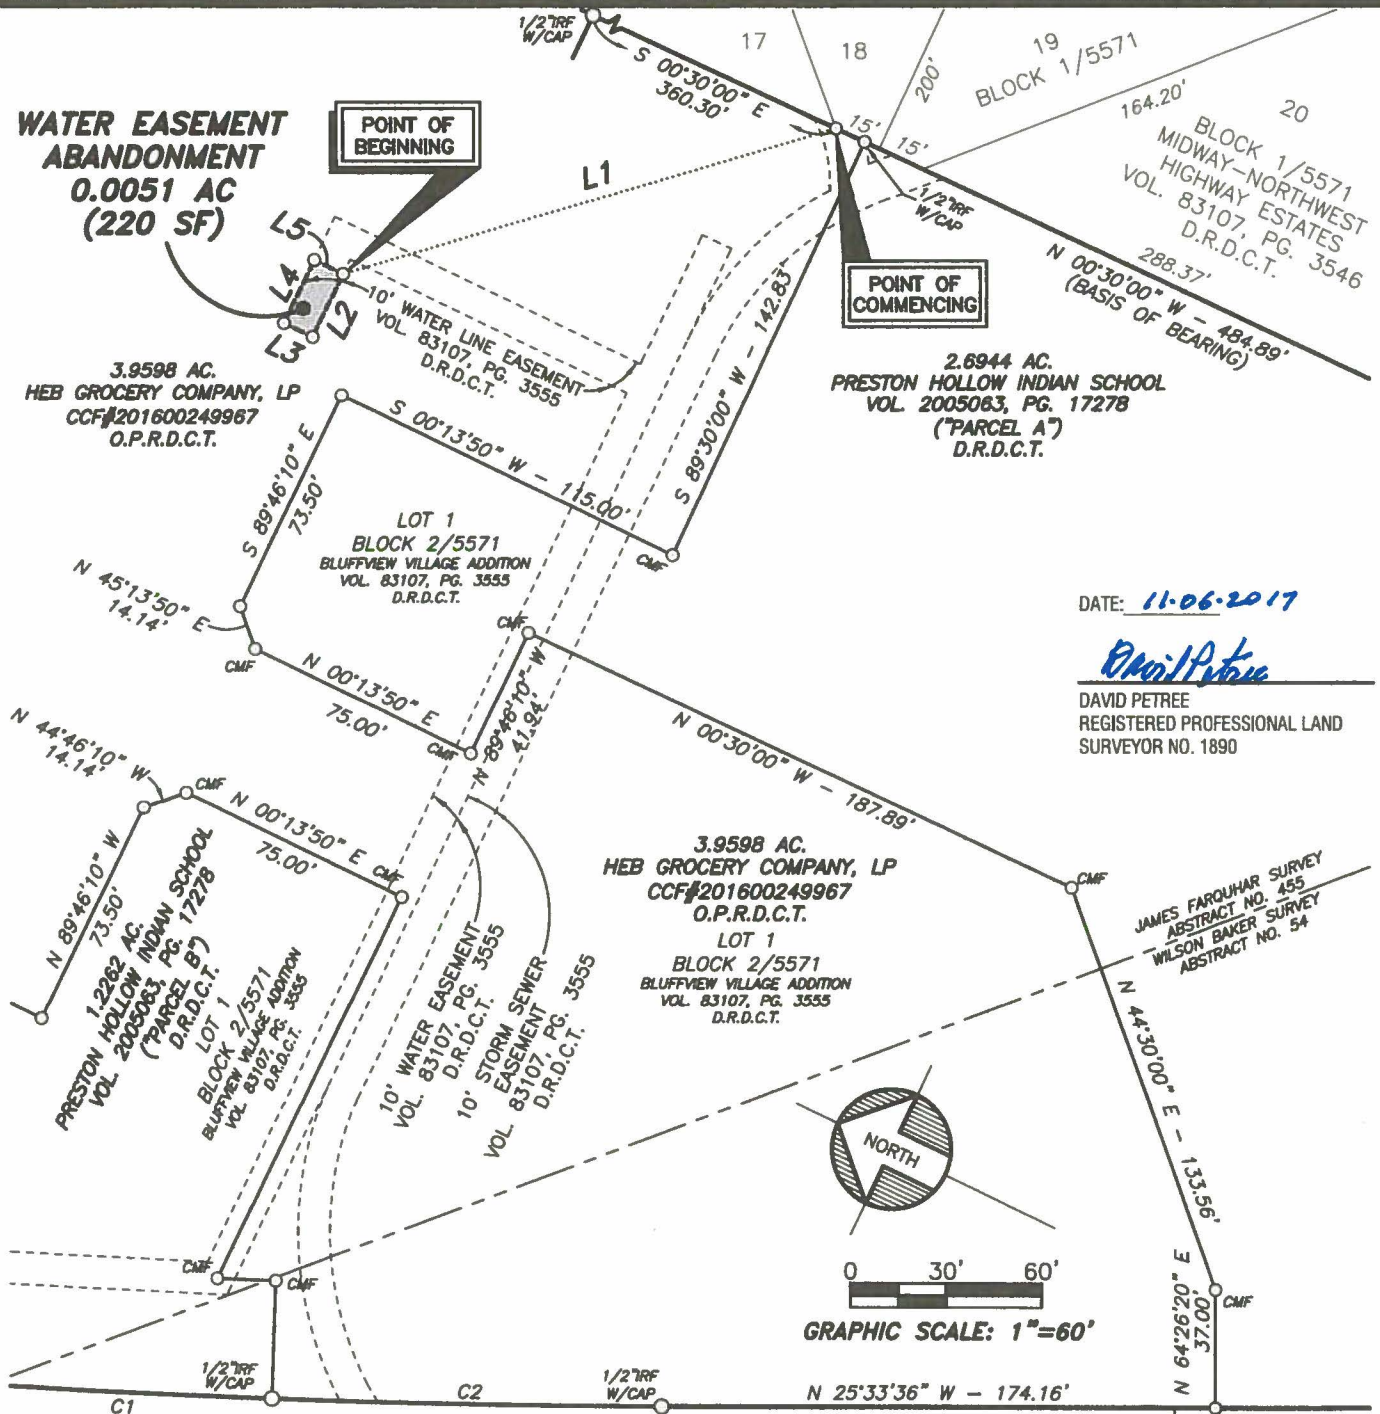 1/2"IRF
W/CAP
S 00°30'00" E
360.30'
17
18
19
BLOCK 1/5571
200'
164.20'
20
BLOCK 1/5571
MIDWAY-NORTHWEST
HIGHWAY ESTATES
VOL. 83107, PG. 3546
D.R.D.C.T.
15'
15'
1/2"IRF
W/CAP
288.37'
N 00°30'00" W - 484.89'
(BASIS OF BEARING)
WATER EASEMENT
ABANDONMENT
0.0051 AC
(220 SF)
POINT OF
BEGINNING
L1
L5
L4
L2
L3
10' WATER LINE EASEMENT
VOL. 83107, PG. 3555
D.R.D.C.T.
POINT OF
COMMENCING
3.9598 AC.
HEB GROCERY COMPANY, LP
CCF#201600249967
O.P.R.D.C.T.
2.6944 AC.
PRESTON HOLLOW INDIAN SCHOOL
VOL. 2005063, PG. 17278
("PARCEL A")
D.R.D.C.T.
S 89°30'00" W - 142.83'
S 00°13'50" W - 115.00'
S 89°46'10" E
73.50'
LOT 1
BLOCK 2/5571
BLUFFVIEW VILLAGE ADDITION
VOL. 83107, PG. 3555
D.R.D.C.T.
CMF
N 45°13'50" E
14.14'
CMF
CMF
N 00°13'50" E
75.00'
CMF
N 89°46'10" W
41.94'
DATE: 11-06-2017
David Petree
DAVID PETREE
REGISTERED PROFESSIONAL LAND
SURVEYOR NO. 1890
N 00°30'00" W - 187.89'
N 44°46'10" W
14.14'
CMF
N 00°13'50" E
75.00'
CMF
N 89°46'10" W
73.50'
1.2262 AC.
PRESTON HOLLOW INDIAN SCHOOL
VOL. 2005063, PG. 17278
("PARCEL B")
D.R.D.C.T.
LOT 1
BLOCK 2/5571
BLUFFVIEW VILLAGE ADDITION
VOL. 83107, PG. 3555
D.R.D.C.T.
10' WATER EASEMENT
VOL. 83107, PG. 3555
D.R.D.C.T.
10' STORM SEWER
EASEMENT
VOL. 83107, PG. 3555
D.R.D.C.T.
3.9598 AC.
HEB GROCERY COMPANY, LP
CCF#201600249967
O.P.R.D.C.T.
LOT 1
BLOCK 2/5571
BLUFFVIEW VILLAGE ADDITION
VOL. 83107, PG. 3555
D.R.D.C.T.
CMF
JAMES FARQUHAR SURVEY
ABSTRACT NO. 455
WILSON BAKER SURVEY
ABSTRACT NO. 54
N 44°30'00" E - 133.56'
NORTH
0 30' 60'
GRAPHIC SCALE: 1"=60'
CMF
CMF
CMF
N 64°26'20" E
37.00'
1/2"IRF
W/CAP
1/2"IRF
W/CAP
C1
C2
N 25°33'36" W - 174.16'